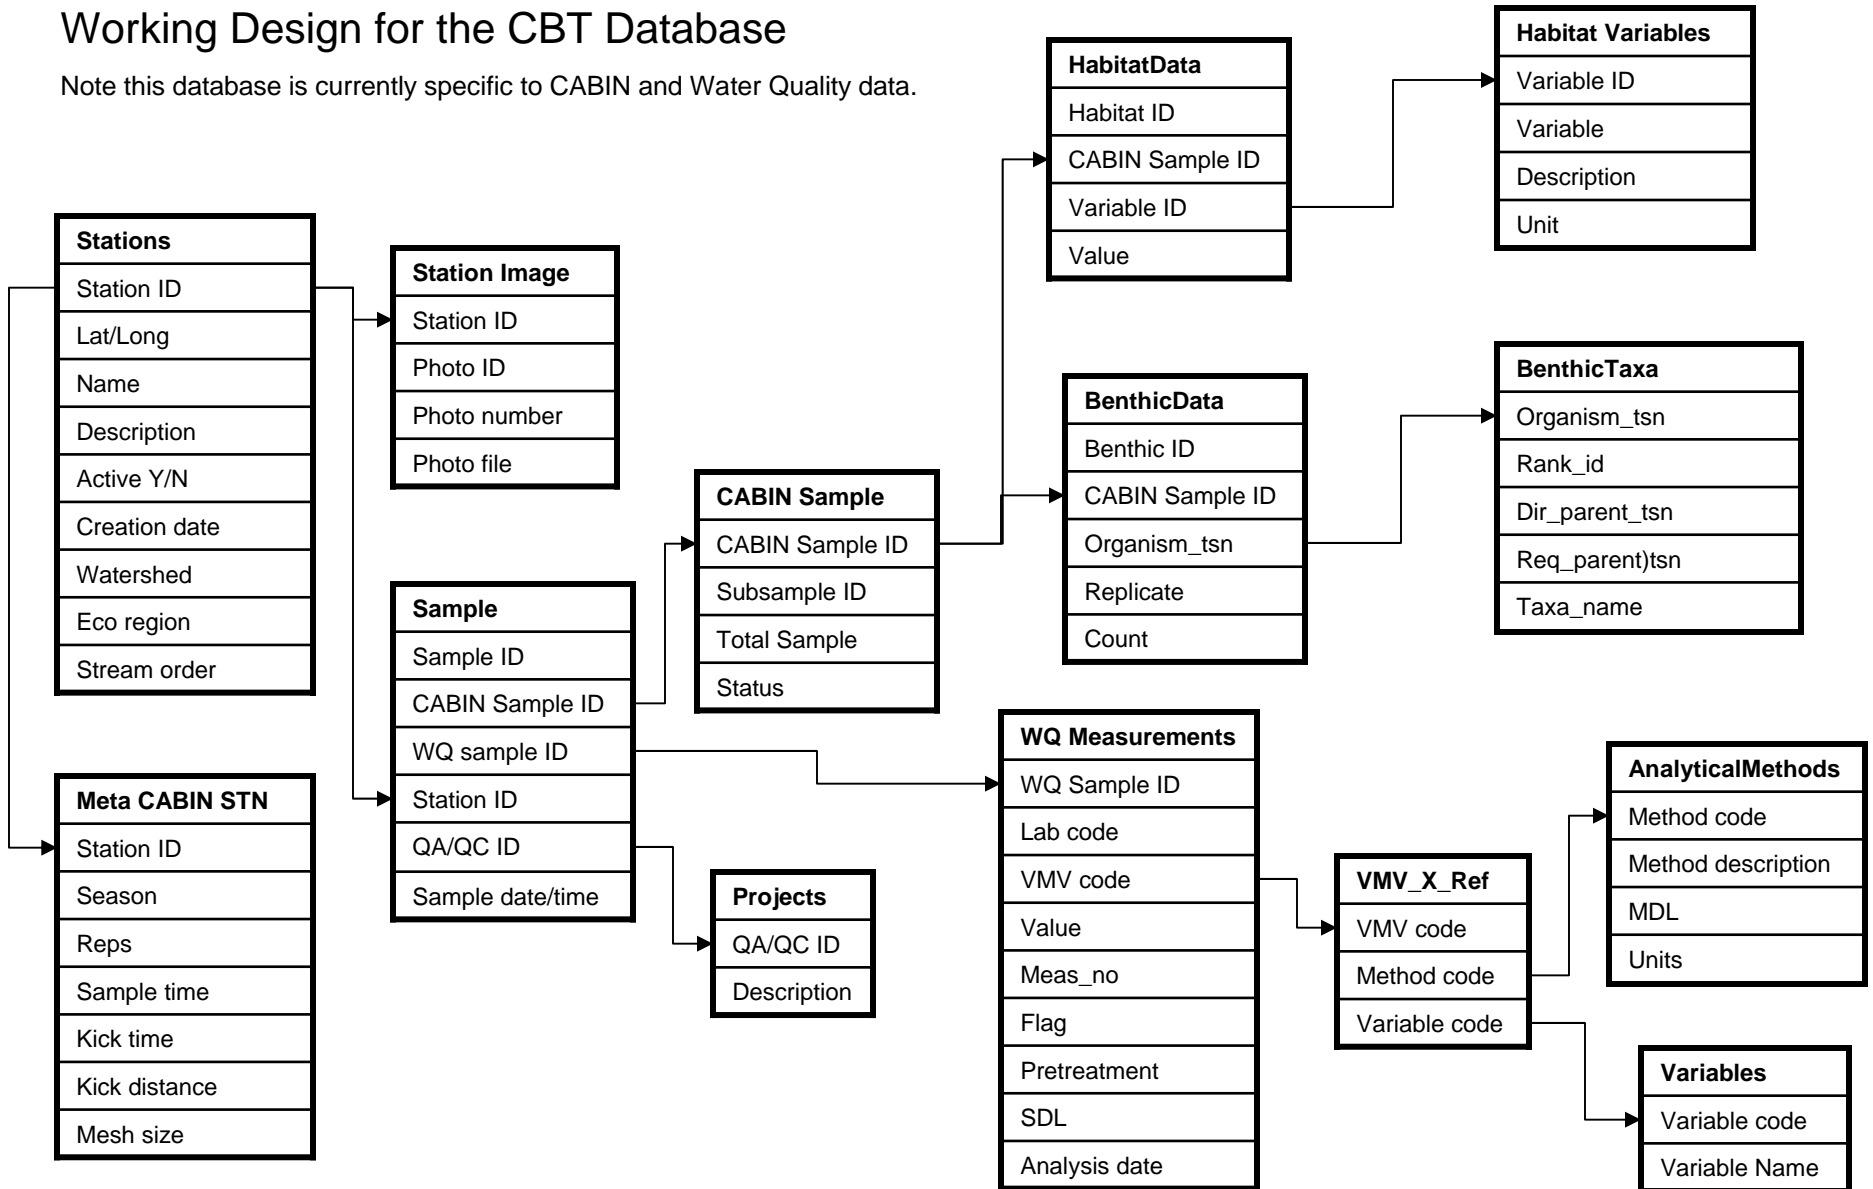 Working Design for the CBT Database
Note this database is currently specific to CABIN and Water Quality data.
Stations
Station ID
Lat/Long
Name
Description
Active Y/N
Creation date
Watershed
Eco region
Stream order
Meta CABIN STN
Station ID
Season
Reps
Sample time
Kick time
Kick distance
Mesh size
Station Image
Station ID
Photo ID
Photo number
Photo file
Sample
Sample ID
CABIN Sample ID
WQ sample ID
Station ID
QA/QC ID
Sample date/time
CABIN Sample
CABIN Sample ID
Subsample ID
Total Sample
Status
Projects
QA/QC ID
Description
HabitatData
Habitat ID
CABIN Sample ID
Variable ID
Value
Habitat Variables
Variable ID
Variable
Description
Unit
BenthicData
Benthic ID
CABIN Sample ID
Organism_tsn
Replicate
Count
BenthicTaxa
Organism_tsn
Rank_id
Dir_parent_tsn
Req_parent)tsn
Taxa_name
WQ Measurements
WQ Sample ID
Lab code
VMV code
Value
Meas_no
Flag
Pretreatment
SDL
Analysis date
VMV_X_Ref
VMV code
Method code
Variable code
AnalyticalMethods
Method code
Method description
MDL
Units
Variables
Variable code
Variable Name